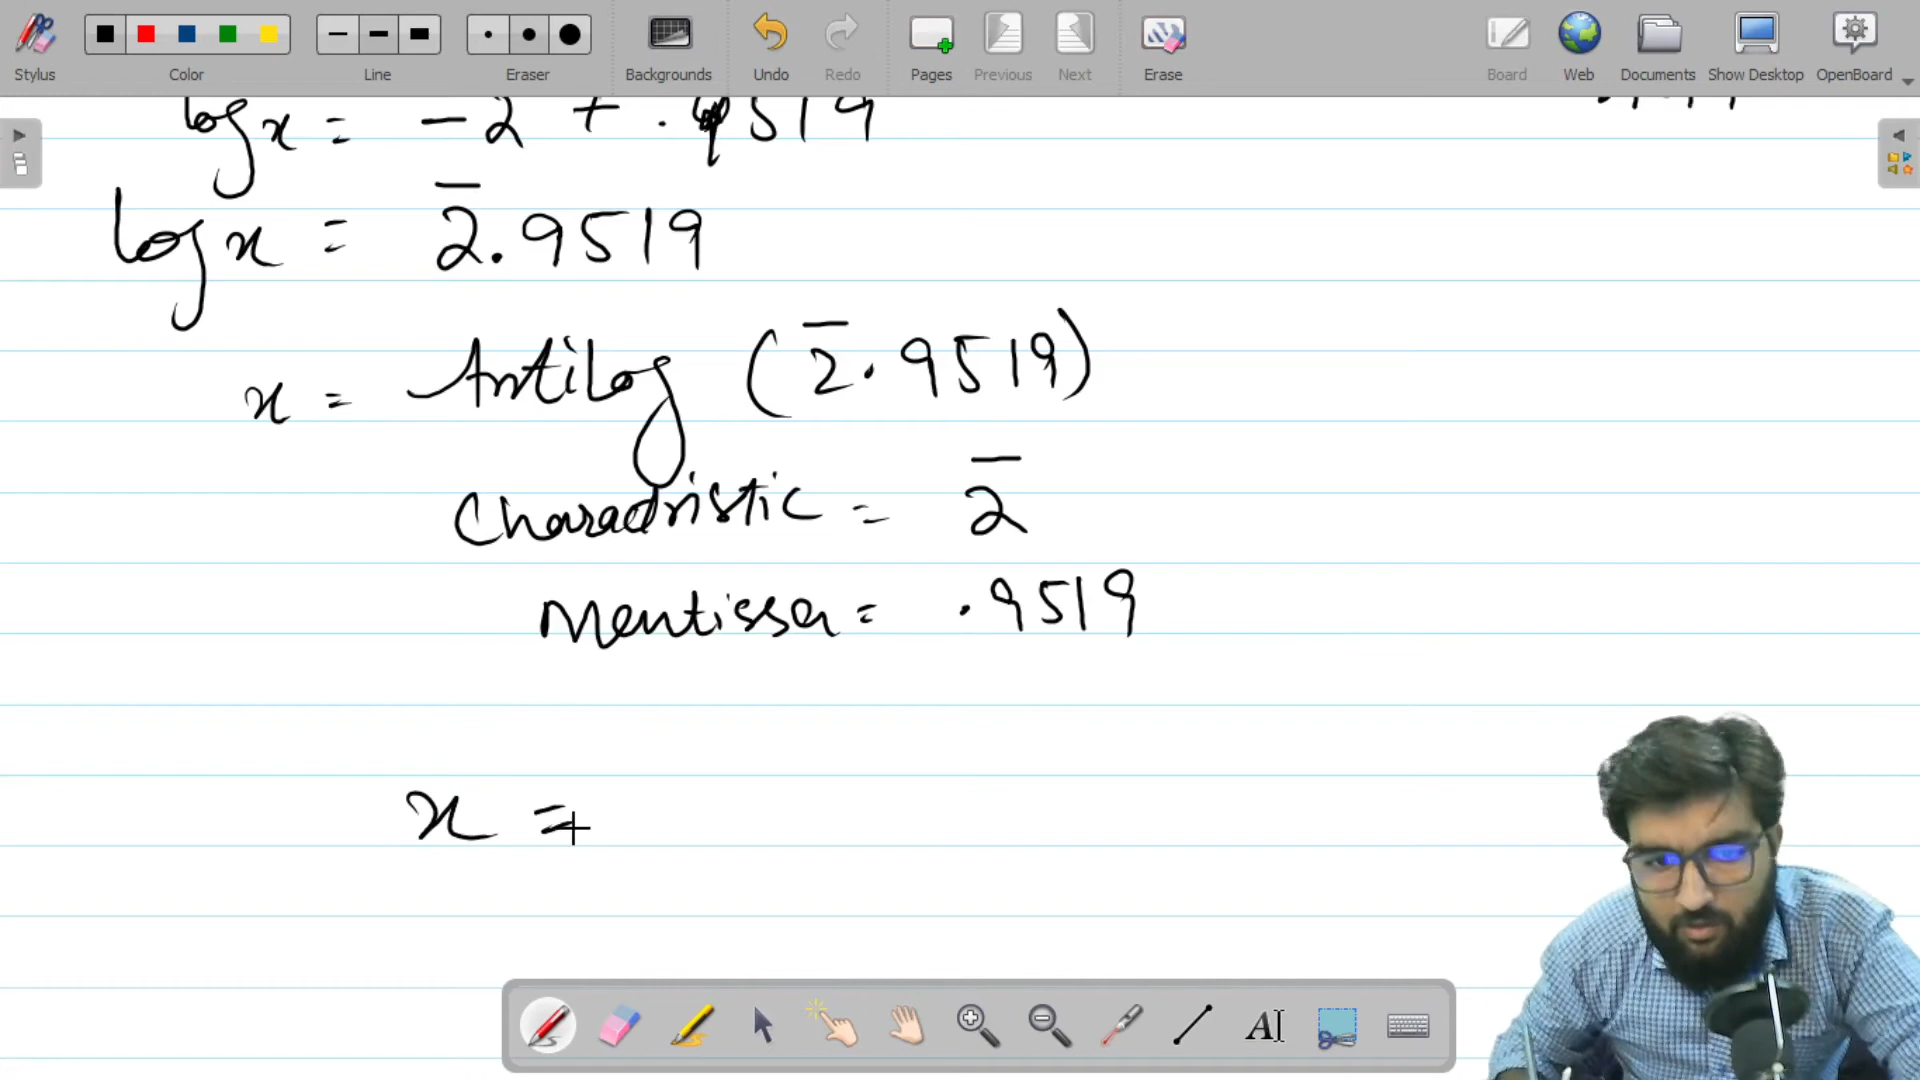 Stylus Color Line Eraser Backgrounds Undo Redo Pages Previous Next Erase Board Web Documents Show Desktop OpenBoard
log x = -2 + .9519
log x = 2̅.9519
x = Antilog (2̅.9519)
Charactristic = 2̅
Mentissa = .9519
x =